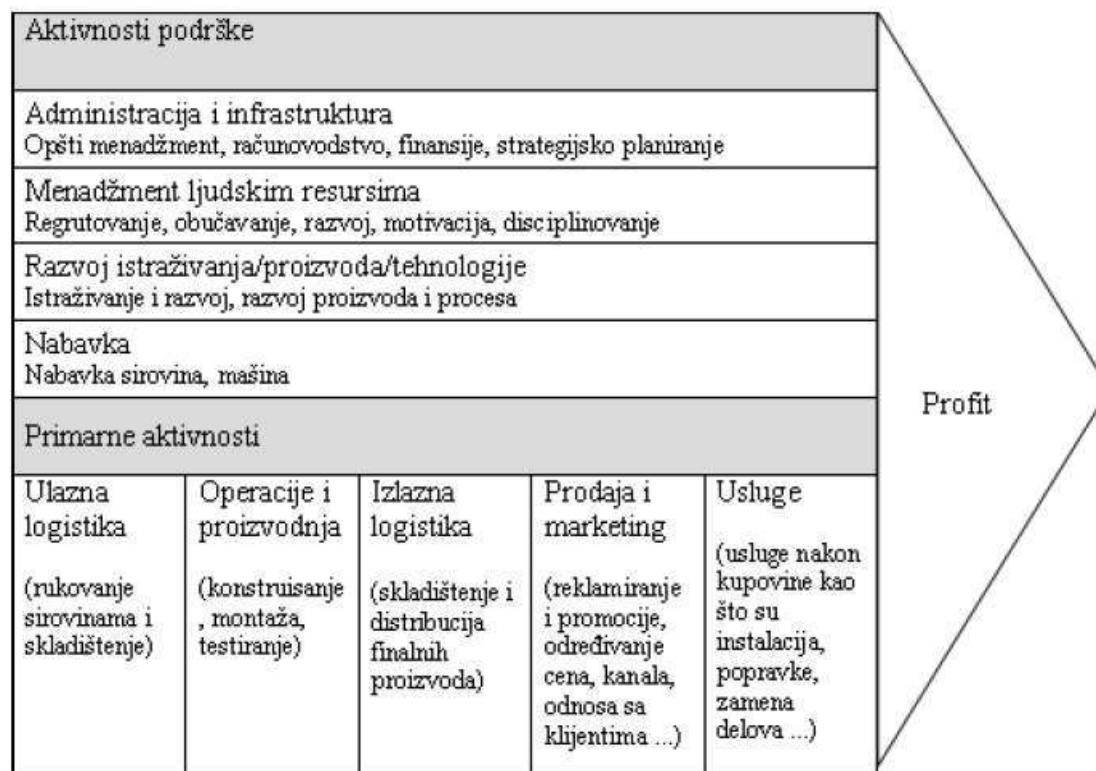 Aktivnosti podrške
Administracija i infrastruktura
Opšti menadžment, računovodstvo, finansije, strategijsko planiranje
Menadžment ljudskim resursima
Regrutovanje, obučavanje, razvoj, motivacija, disciplinovanje
Razvoj istraživanja/proizvoda/tehnologije
Istraživanje i razvoj, razvoj proizvoda i procesa
Nabavka
Nabavka sirovina, mašina
Profit
Primarne aktivnosti
Ulazna
logistika
(rukovanje
sirovinama i
skladištenje)
Operacije i
proizvodnja
(konstruisanje
, montaža,
testiranje)
Izlazna
logistika
(skladištenje i
distribucija
finalnih
proizvoda)
Prodaja i
marketing
(reklamiranje
i promocije,
određivanje
cena, kanala,
odnosa sa
klijentima ...)
Usluge
(usluge nakon
kupovine kao
što su
instalacija,
popravke,
zamena
delova ...)